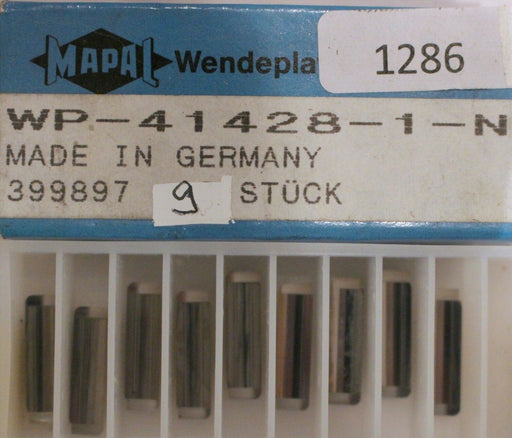 MAPAL Wendepla 1286
WP-41428-1-N
MADE IN GERMANY
399897 9 STÜCK